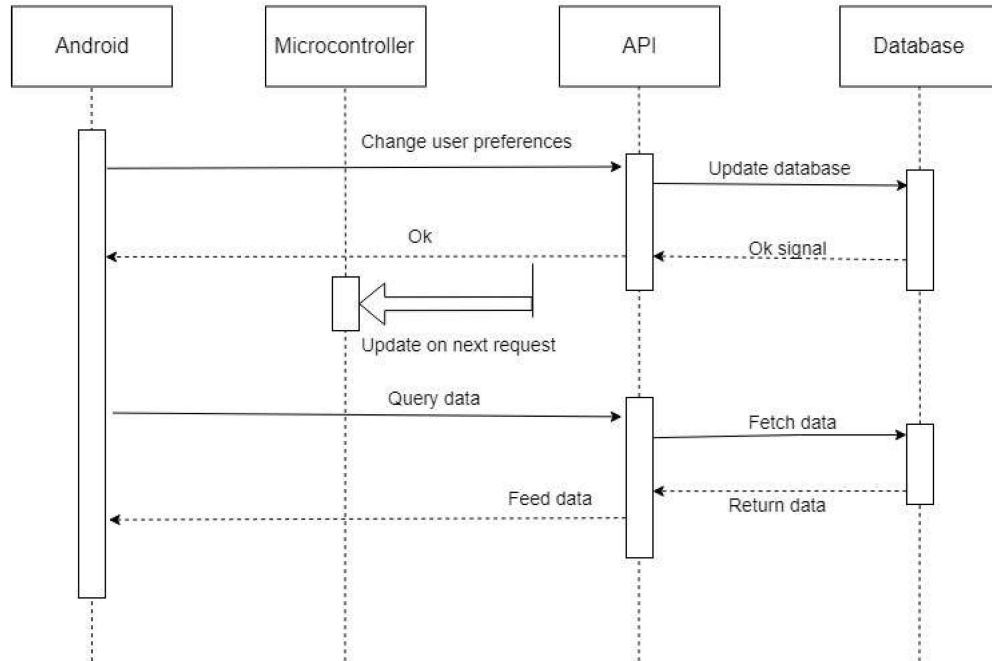 Android
Microcontroller
API
Database
Change user preferences
Update database
Ok
Ok signal
Update on next request
Query data
Fetch data
Feed data
Return data